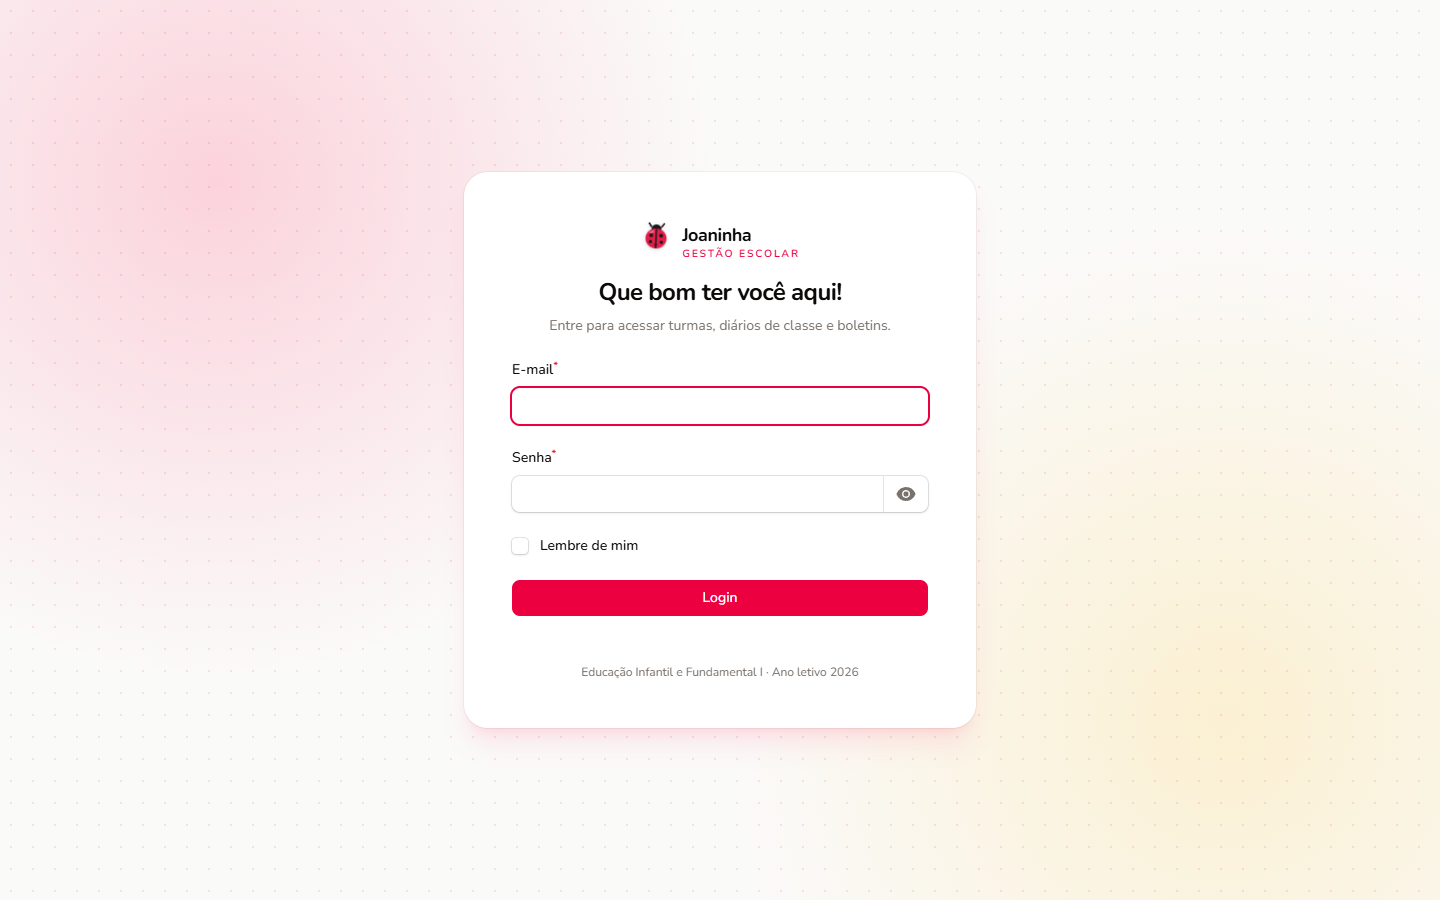 Joaninha
GESTÃO ESCOLAR
Que bom ter você aqui!
Entre para acessar turmas, diários de classe e boletins.
E-mail*
Senha*
Lembre de mim
Login
Educação Infantil e Fundamental I · Ano letivo 2026